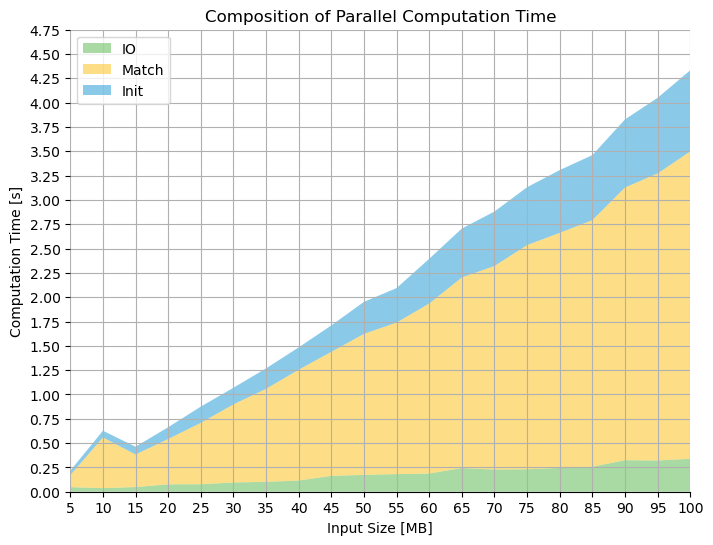 Composition of Parallel Computation Time
IO
Match
Init
Computation Time [s]
4.75
4.50
4.25
4.00
3.75
3.50
3.25
3.00
2.75
2.50
2.25
2.00
1.75
1.50
1.25
1.00
0.75
0.50
0.25
0.00
5 10 15 20 25 30 35 40 45 50 55 60 65 70 75 80 85 90 95 100
Input Size [MB]